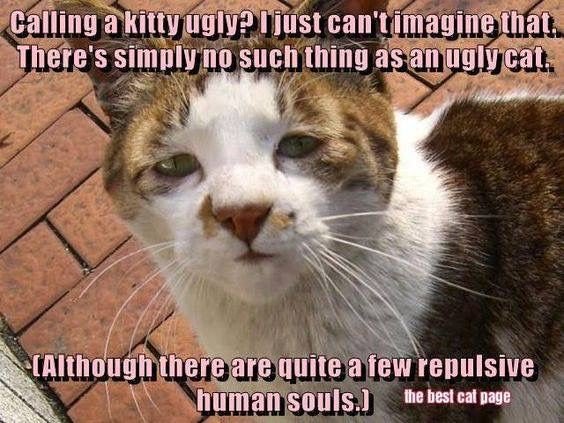 Calling a kitty ugly? I just can't imagine that.
There's simply no such thing as an ugly cat.
(Although there are quite a few repulsive
human souls.)
the best cat page